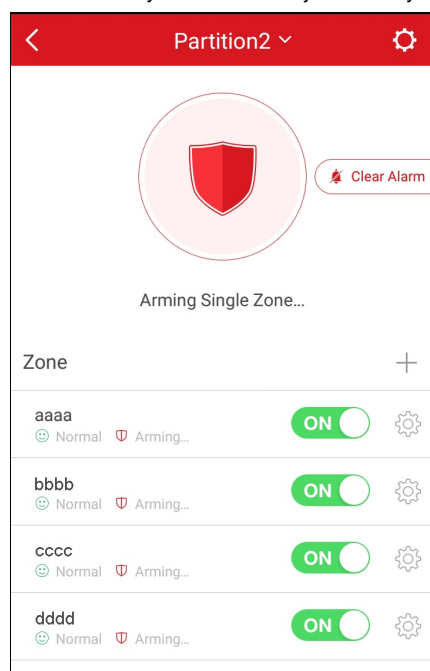 Partition2
Clear Alarm
Arming Single Zone...
Zone
aaaa
ON
Normal Arming...
bbbb
ON
Normal Arming...
cccc
ON
Normal Arming...
dddd
ON
Normal Arming...